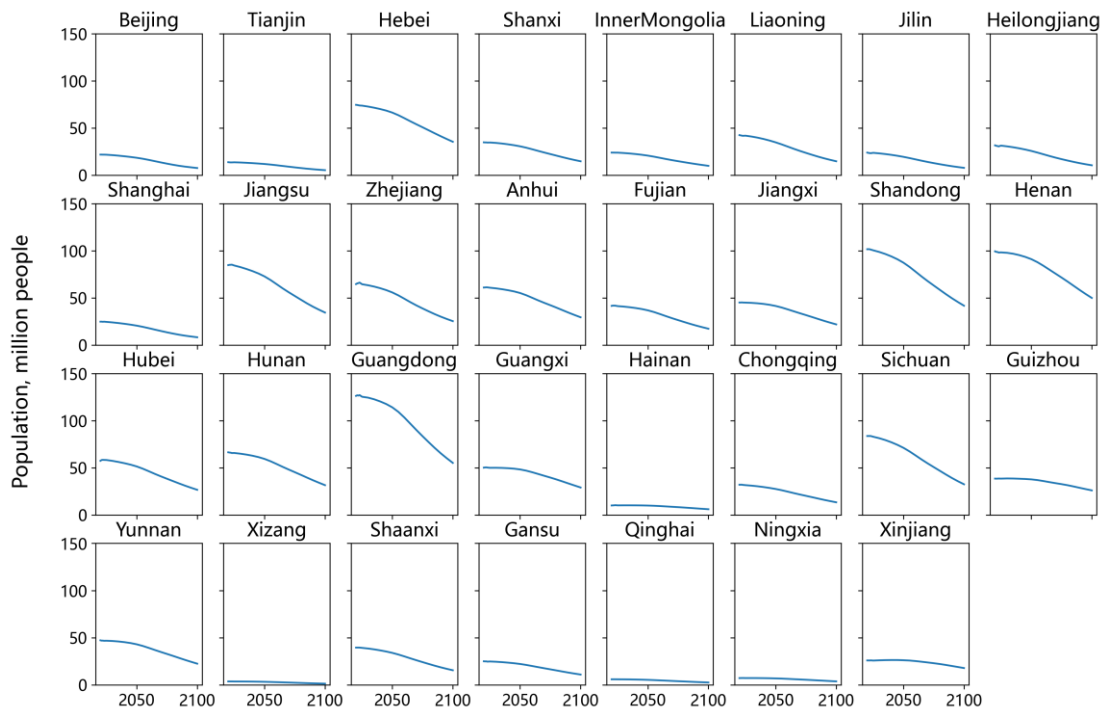 Beijing Tianjin Hebei Shanxi InnerMongolia Liaoning Jilin Heilongjiang
150
100
50
0
Shanghai Jiangsu Zhejiang Anhui Fujian Jiangxi Shandong Henan
150
100
50
0
Hubei Hunan Guangdong Guangxi Hainan Chongqing Sichuan Guizhou
150
100
50
0
Yunnan Xizang Shaanxi Gansu Qinghai Ningxia Xinjiang
150
100
50
0
2050 2100 2050 2100 2050 2100 2050 2100 2050 2100 2050 2100 2050 2100
Population, million people